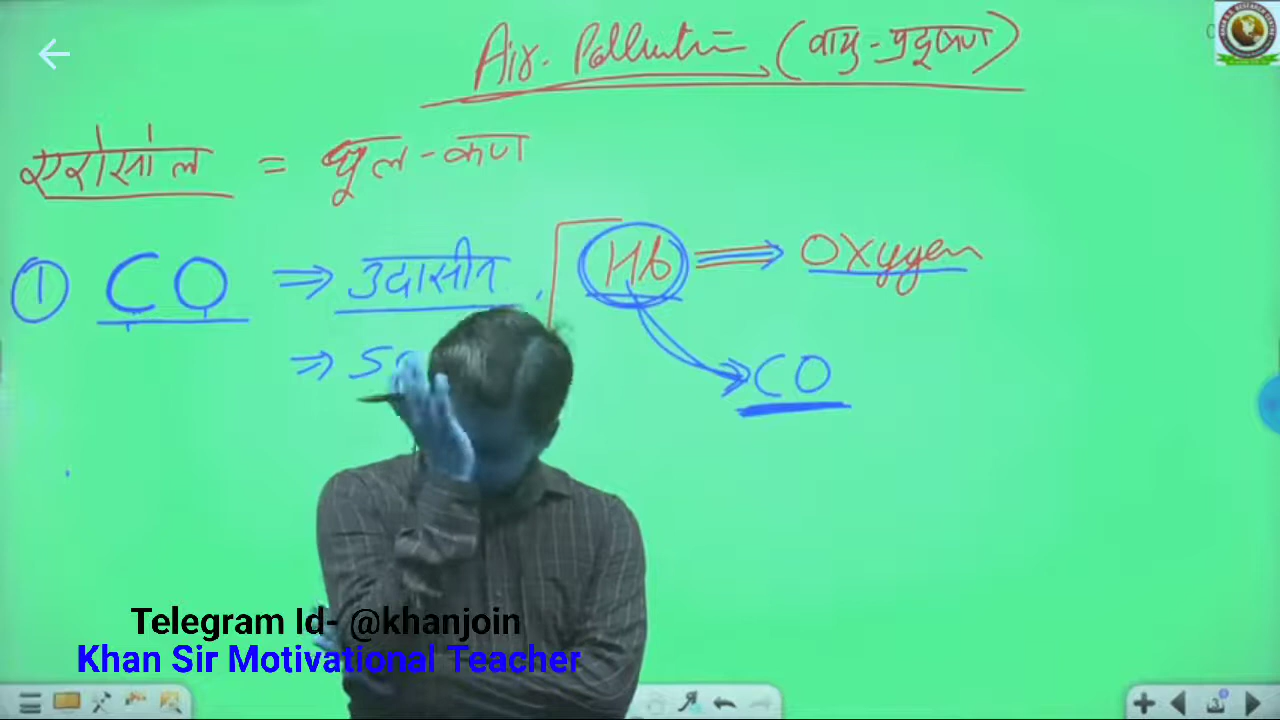 Air Pollution (वायु-प्रदूषण)
एरोसॉल = धूल-कण
① CO ⇒ उदासीन, Hb ⇒ Oxygen
⇒ CO
Telegram Id- @khanjoin
Khan Sir Motivational Teacher